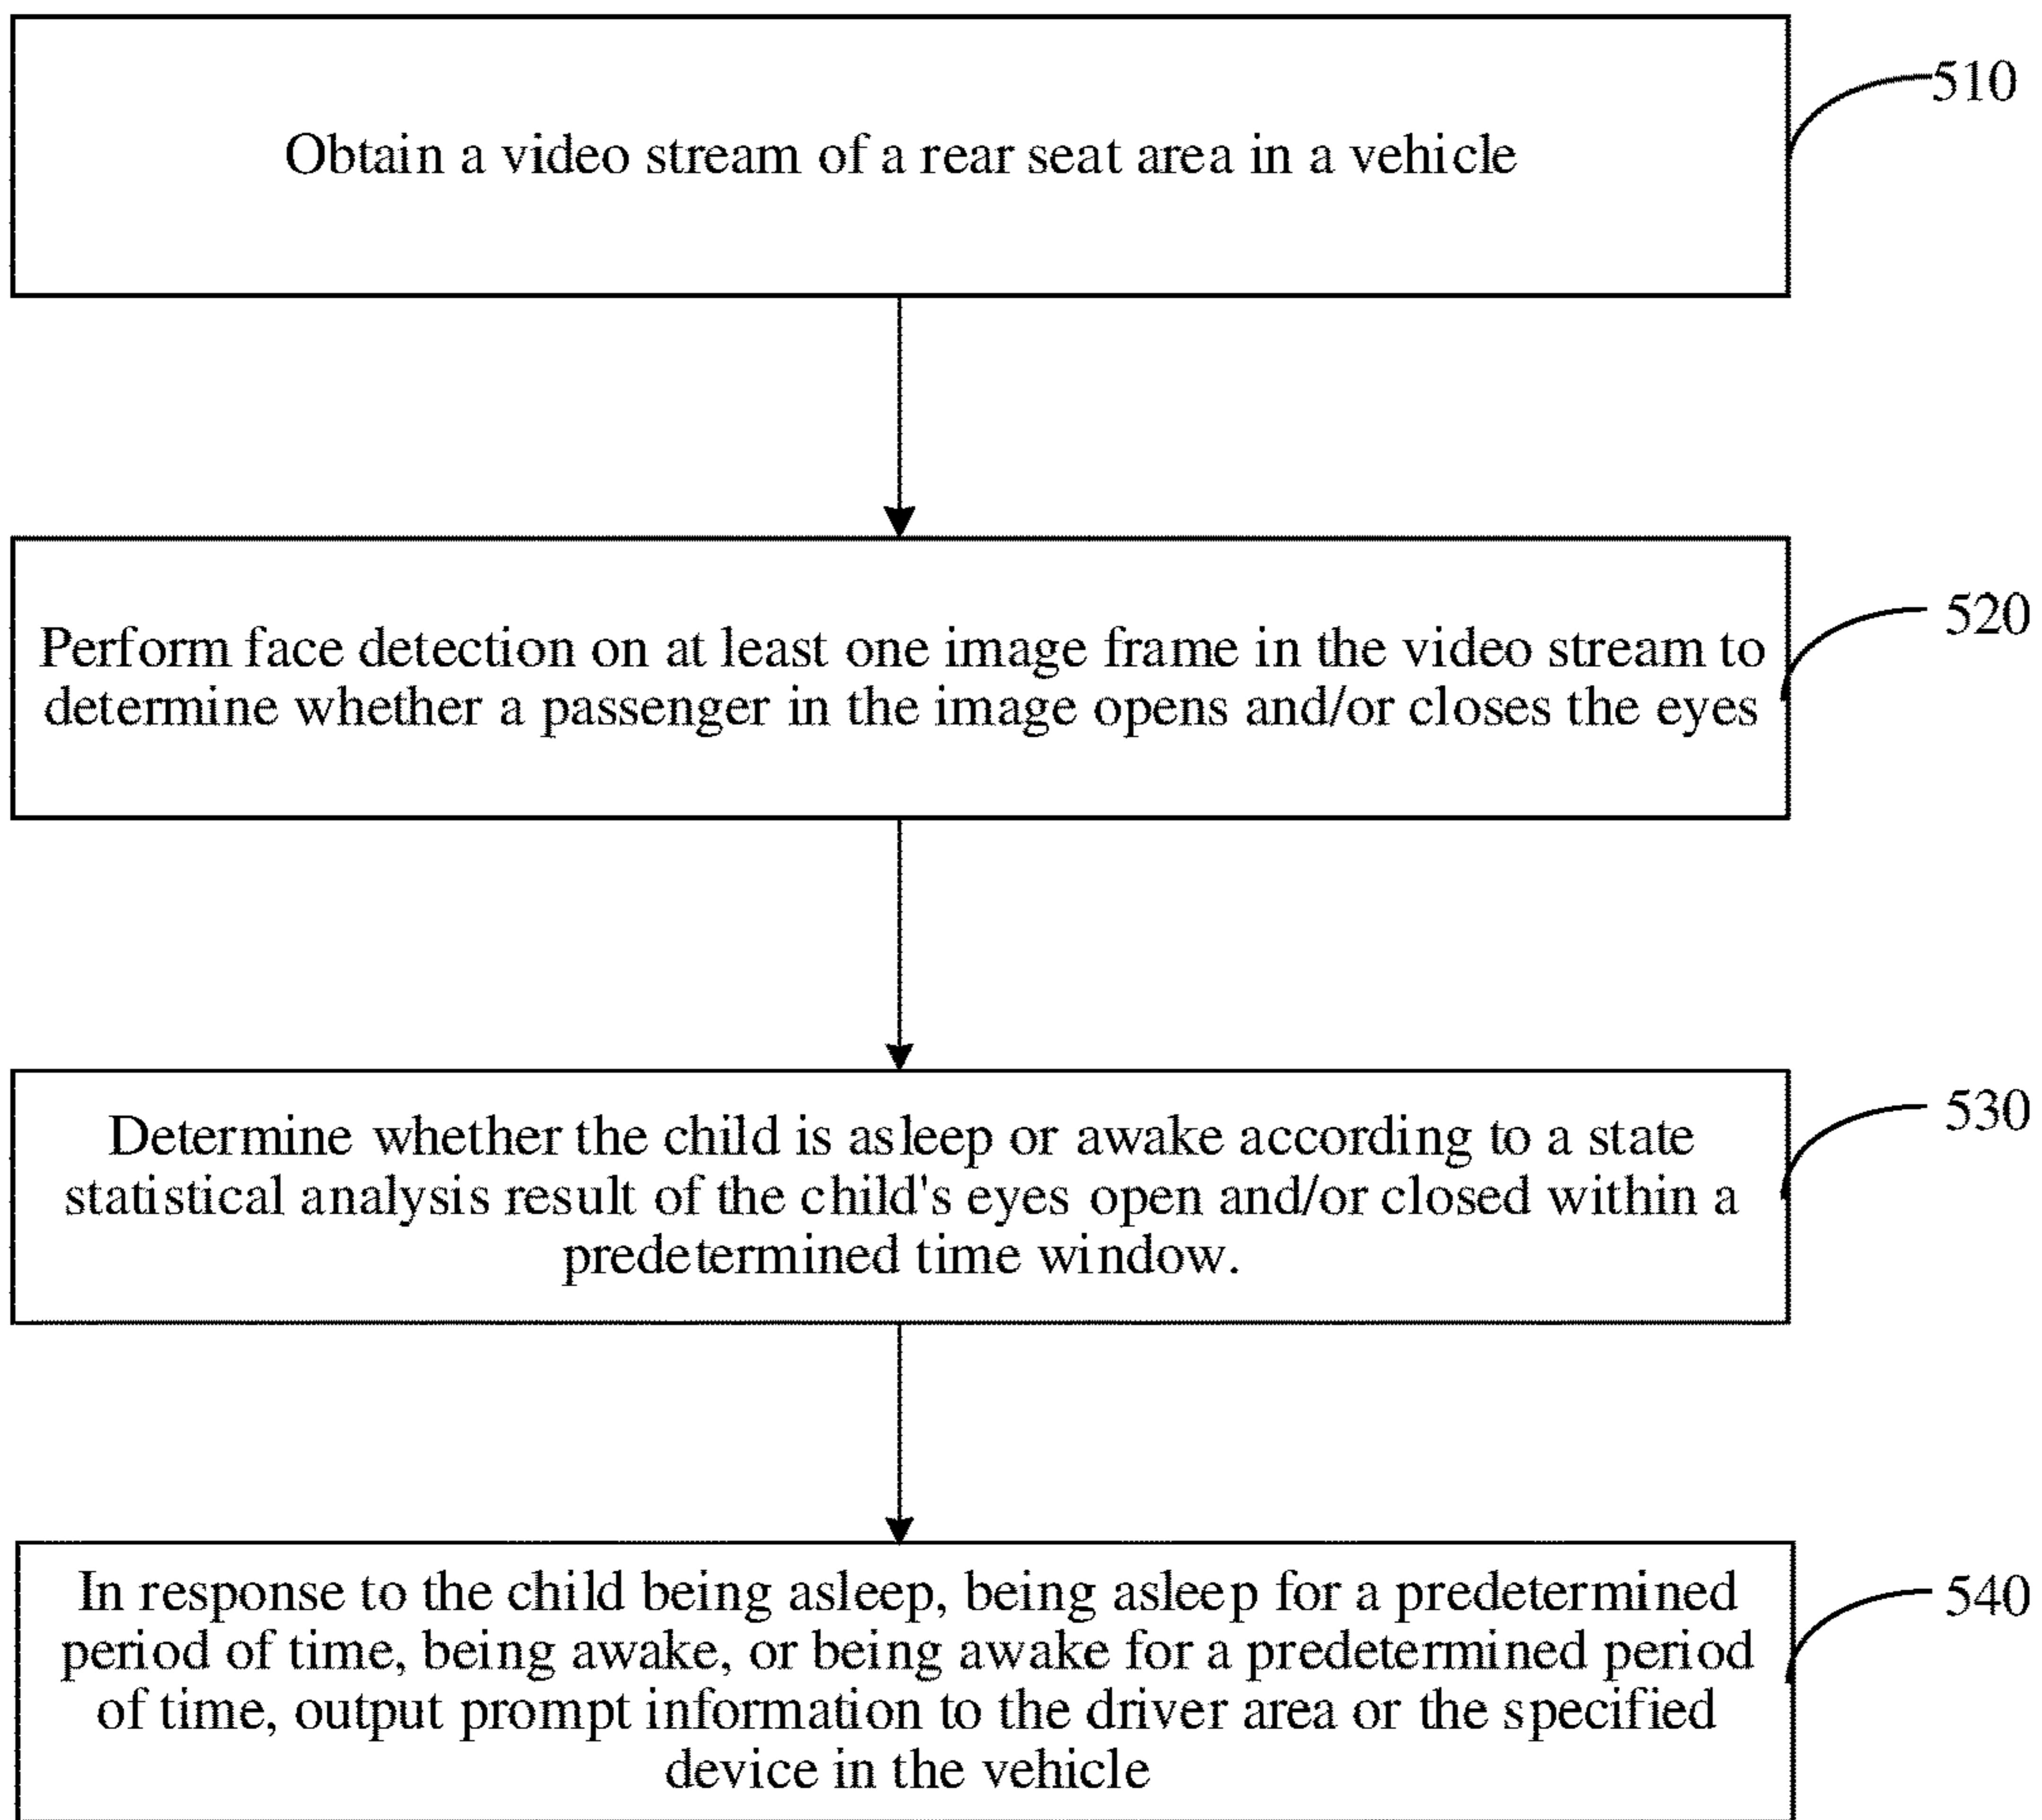 Obtain a video stream of a rear seat area in a vehicle
510
Perform face detection on at least one image frame in the video stream to
determine whether a passenger in the image opens and/or closes the eyes
520
Determine whether the child is asleep or awake according to a state
statistical analysis result of the child's eyes open and/or closed within a
predetermined time window.
530
In response to the child being asleep, being asleep for a predetermined
period of time, being awake, or being awake for a predetermined period
of time, output prompt information to the driver area or the specified
device in the vehicle
540